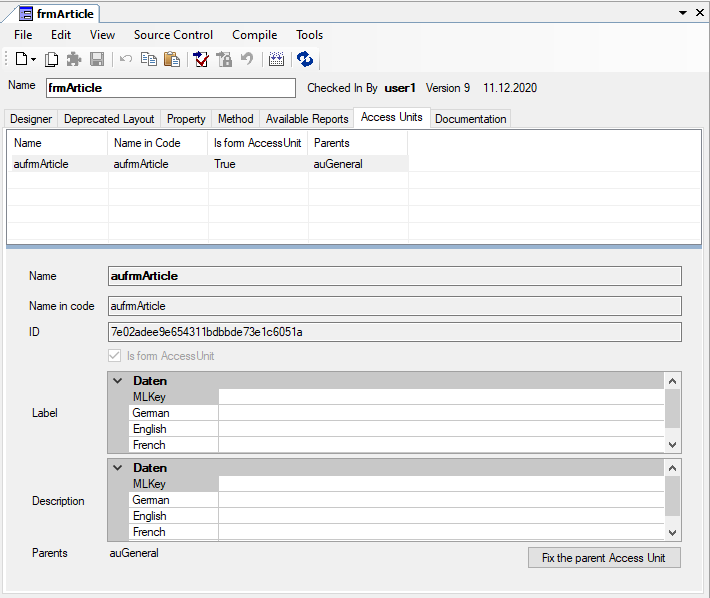 frmArticle
File Edit View Source Control Compile Tools
Name frmArticle Checked In By user1 Version 9 11.12.2020
Designer Deprecated Layout Property Method Available Reports Access Units Documentation
Name Name in Code Is form AccessUnit Parents
aufrmArticle aufrmArticle True auGeneral
Name aufrmArticle
Name in code aufrmArticle
ID 7e02adee9e654311bdbbde73e1c6051a
Is form AccessUnit
Daten
MLKey
Label German
English
French
Daten
MLKey
Description German
English
French
Parents auGeneral Fix the parent Access Unit